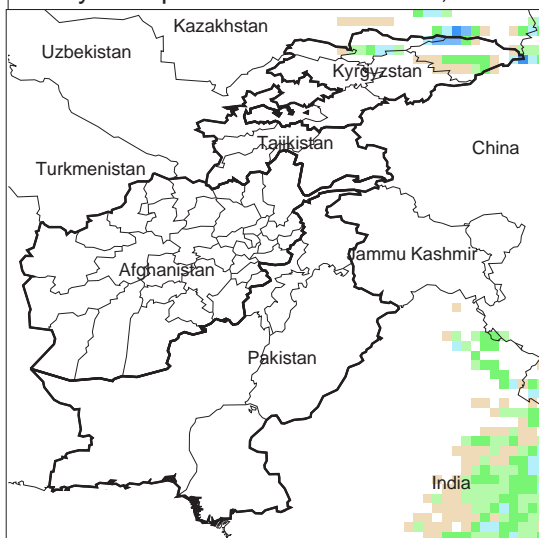 Kazakhstan
Uzbekistan
Kyrgyzstan
Tajikistan
China
Turkmenistan
Jammu Kashmir
Afghanistan
Pakistan
India